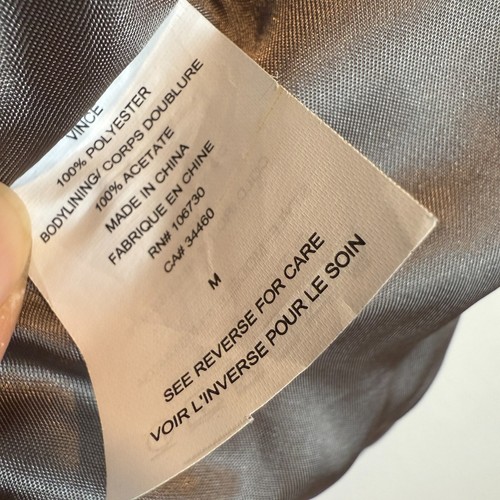 VINCE
100% POLYESTER
BODYLINING/ CORPS DOUBLURE
100% ACETATE
MADE IN CHINA
FABRIQUE EN CHINE
RN# 106730
CA# 34460
M
SEE REVERSE FOR CARE
VOIR L'INVERSE POUR LE SOIN